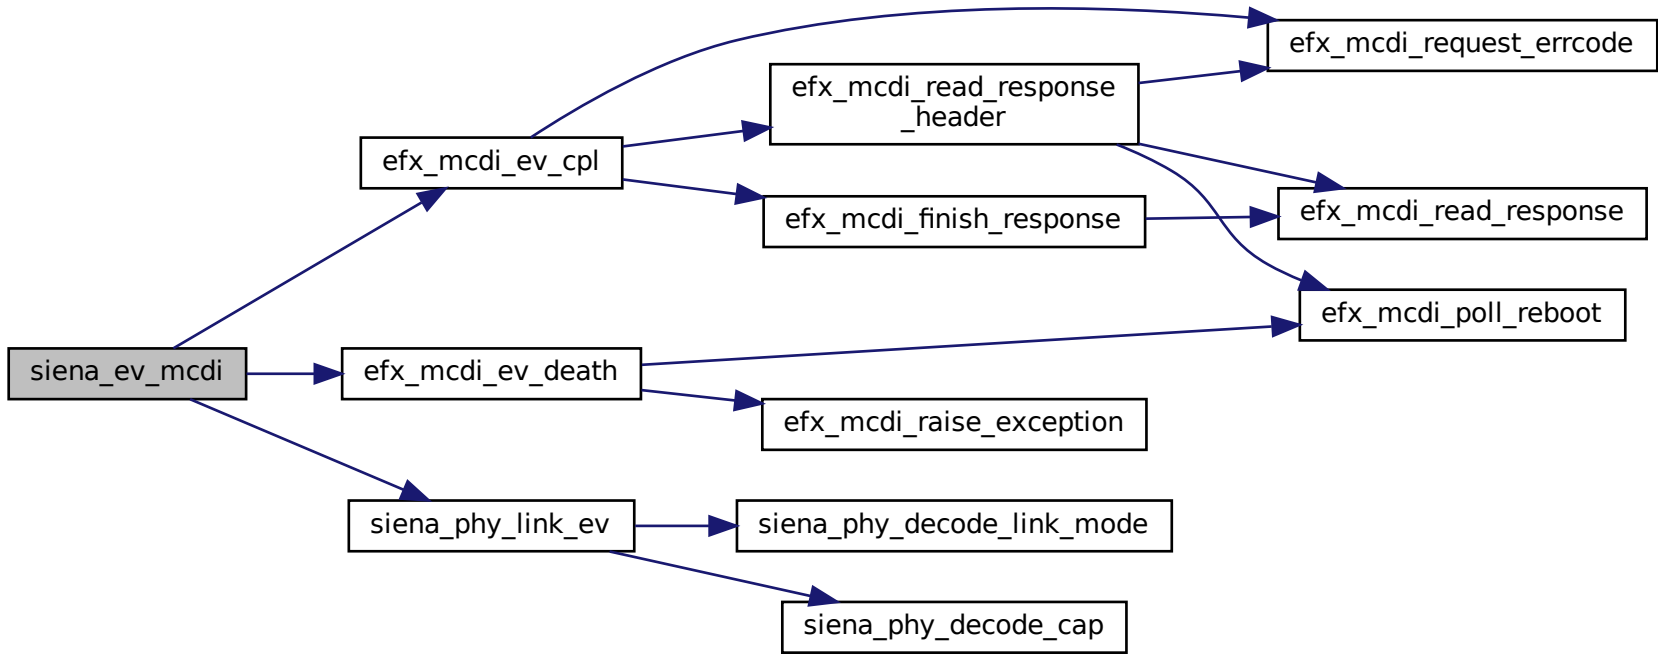 siena_ev_mcdi
efx_mcdi_ev_cpl
efx_mcdi_ev_death
siena_phy_link_ev
efx_mcdi_read_response
_header
efx_mcdi_finish_response
efx_mcdi_raise_exception
siena_phy_decode_link_mode
siena_phy_decode_cap
efx_mcdi_request_errcode
efx_mcdi_read_response
efx_mcdi_poll_reboot